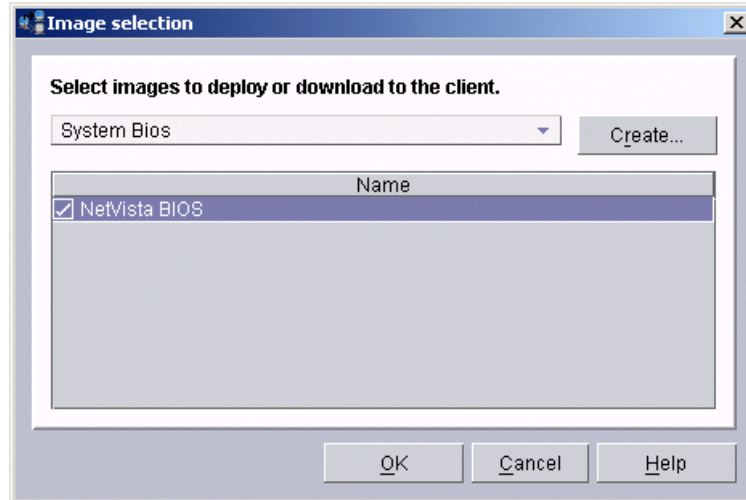 Image selection
Select images to deploy or download to the client.
System Bios
Create...
Name
NetVista BIOS
OK
Cancel
Help